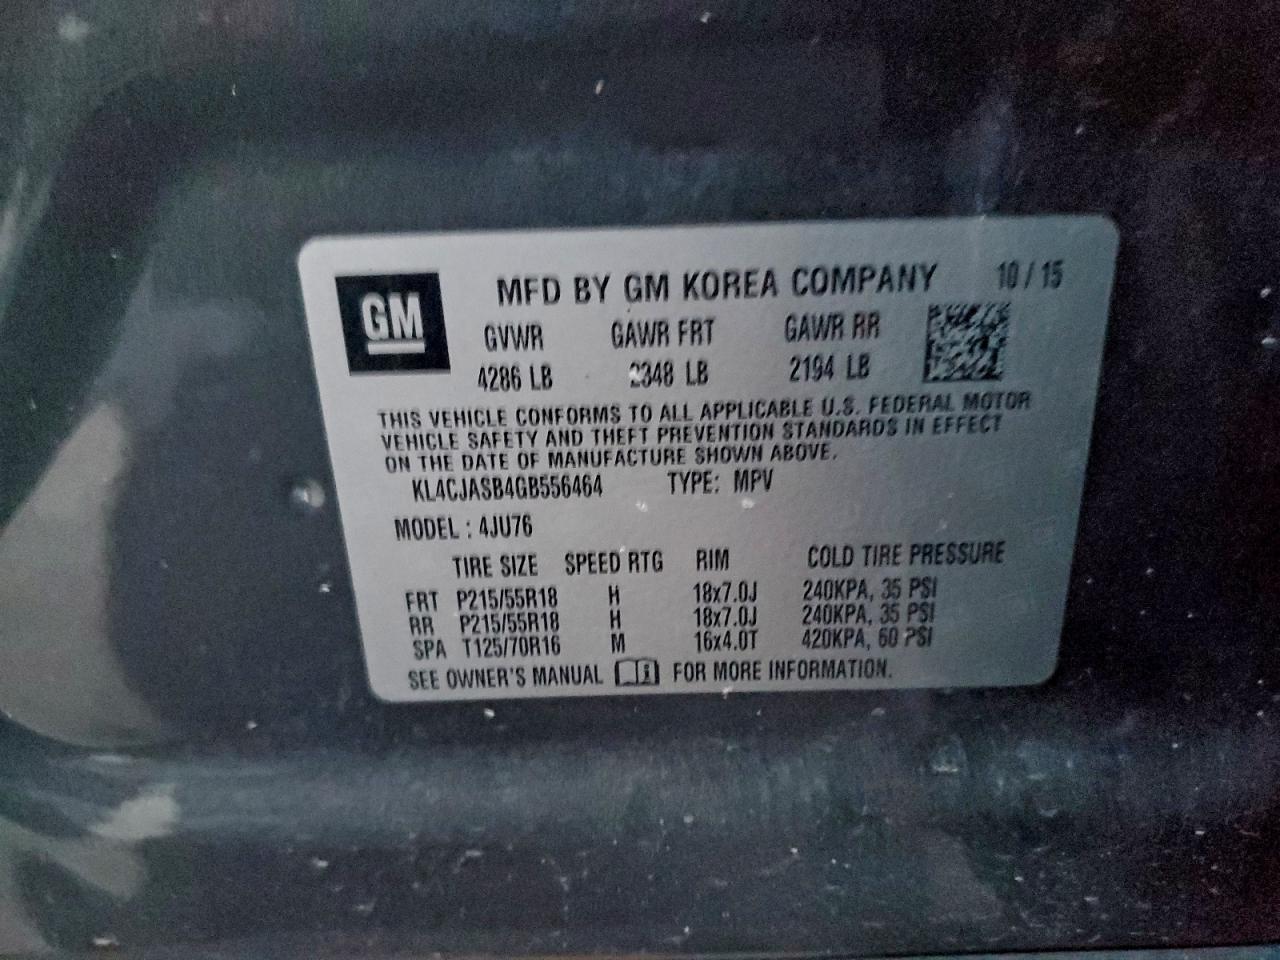 GM
MFD BY GM KOREA COMPANY 10 / 15
GVWR GAWR FRT GAWR RR
4286 LB 2348 LB 2194 LB
THIS VEHICLE CONFORMS TO ALL APPLICABLE U.S. FEDERAL MOTOR
VEHICLE SAFETY AND THEFT PREVENTION STANDARDS IN EFFECT
ON THE DATE OF MANUFACTURE SHOWN ABOVE.
KL4CJASB4GB556464 TYPE: MPV
MODEL : 4JU76
TIRE SIZE SPEED RTG RIM COLD TIRE PRESSURE
FRT P215/55R18 H 18x7.0J 240KPA, 35 PSI
RR P215/55R18 H 18x7.0J 240KPA, 35 PSI
SPA T125/70R16 M 16x4.0T 420KPA, 60 PSI
SEE OWNER'S MANUAL FOR MORE INFORMATION.